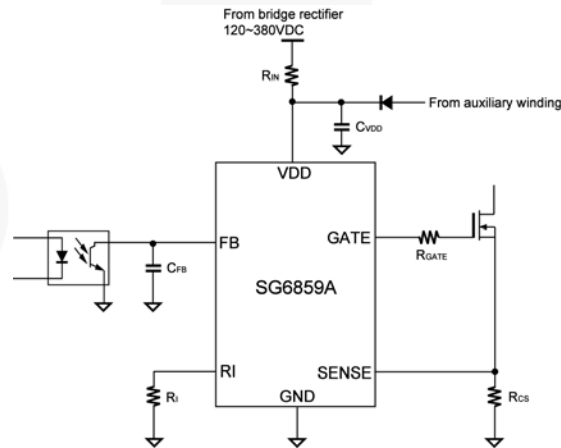 From bridge rectifier
120~380VDC
RIN
From auxiliary winding
CVDD
VDD
FB
GATE
RGATE
CFB
SG6859A
RI
SENSE
RI
GND
RCS